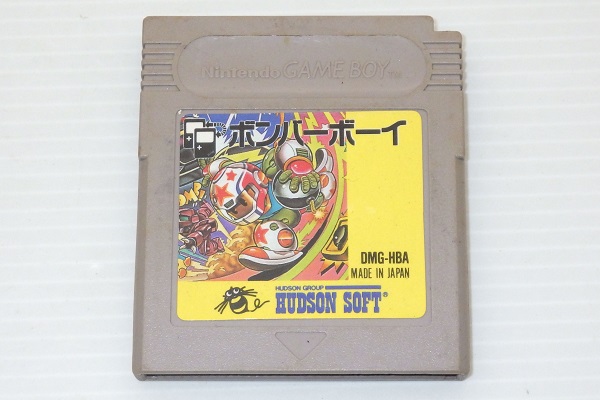 Nintendo GAME BOY TM
ボンバーボーイ
DMG-HBA
MADE IN JAPAN
HUDSON GROUP
HUDSON SOFT®